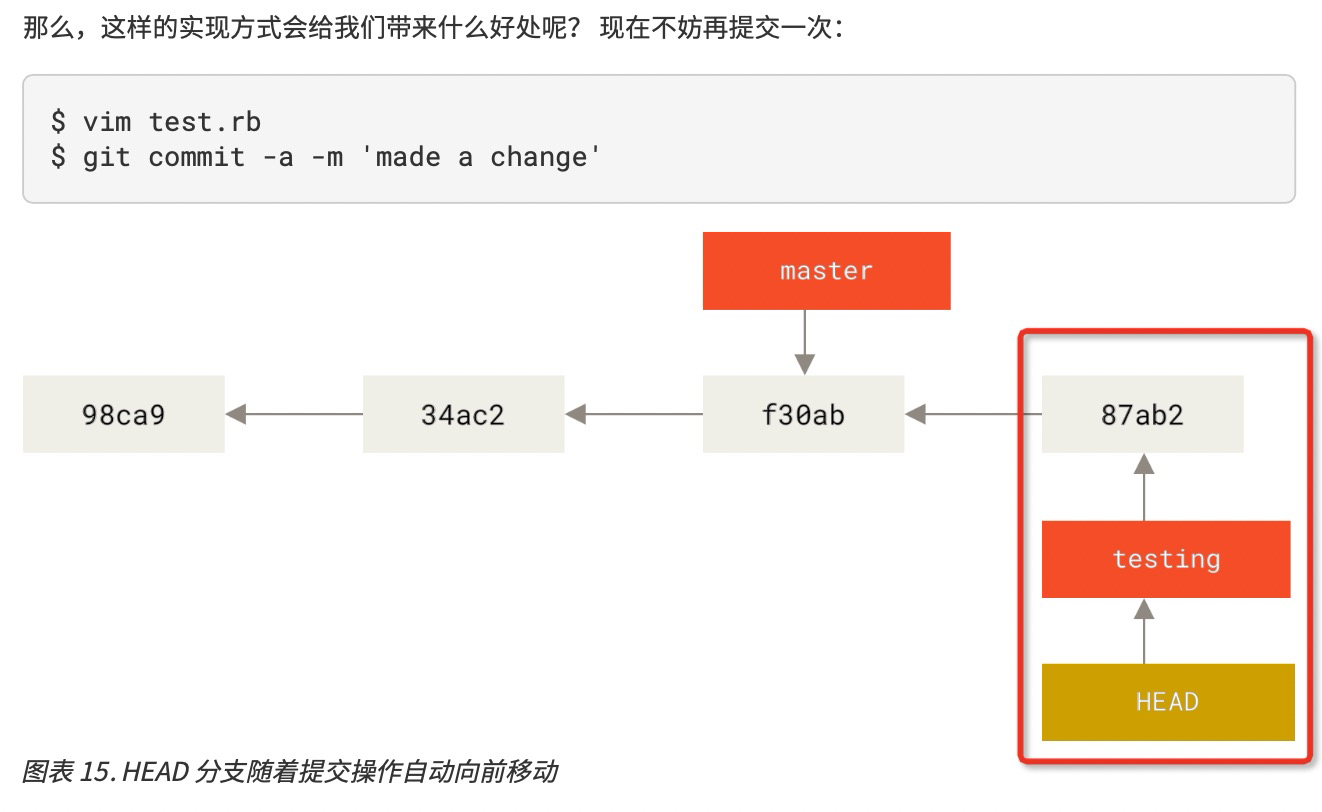 那么，这样的实现方式会给我们带来什么好处呢？ 现在不妨再提交一次：
$ vim test.rb
$ git commit -a -m 'made a change'
master
98ca9
34ac2
f30ab
87ab2
testing
HEAD
图表 15. HEAD 分支随着提交操作自动向前移动